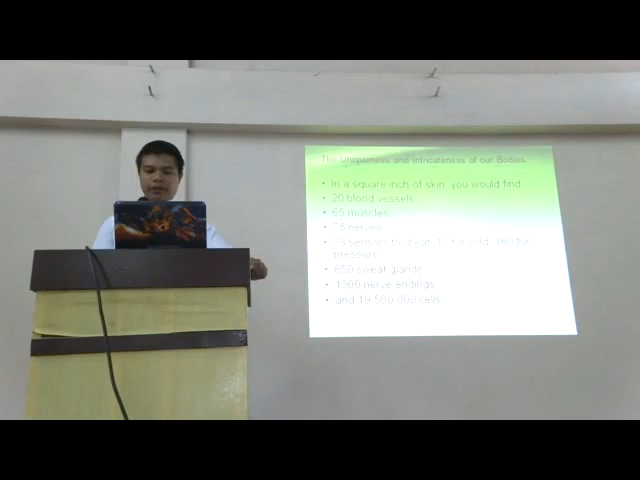 The Uniqueness and Intricateness of our Bodies.
• In a square inch of skin you would find
• 20 blood vessels
• 65 muscles
• 78 nerves
• 78 sensors for heat, for cold, 160 for
pressure
• 650 sweat glands
• 1300 nerve endings
• and 19,500,000 cells